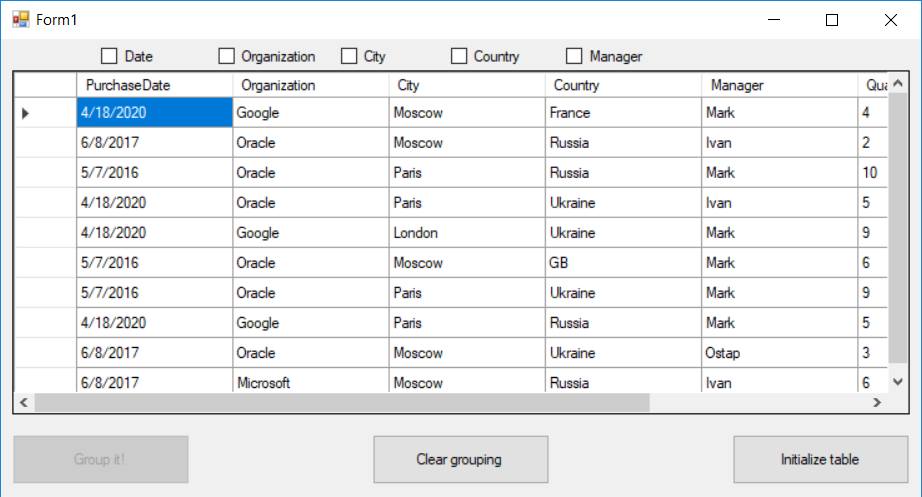 Form1
Date Organization City Country Manager
PurchaseDate Organization City Country Manager Qua
4/18/2020 Google Moscow France Mark 4
6/8/2017 Oracle Moscow Russia Ivan 2
5/7/2016 Oracle Paris Russia Mark 10
4/18/2020 Oracle Paris Ukraine Ivan 5
4/18/2020 Google London Ukraine Mark 9
5/7/2016 Oracle Moscow GB Mark 6
5/7/2016 Oracle Paris Ukraine Mark 9
4/18/2020 Google Paris Russia Mark 5
6/8/2017 Oracle Moscow Ukraine Ostap 3
6/8/2017 Microsoft Moscow Russia Ivan 6
Group it! Clear grouping Initialize table